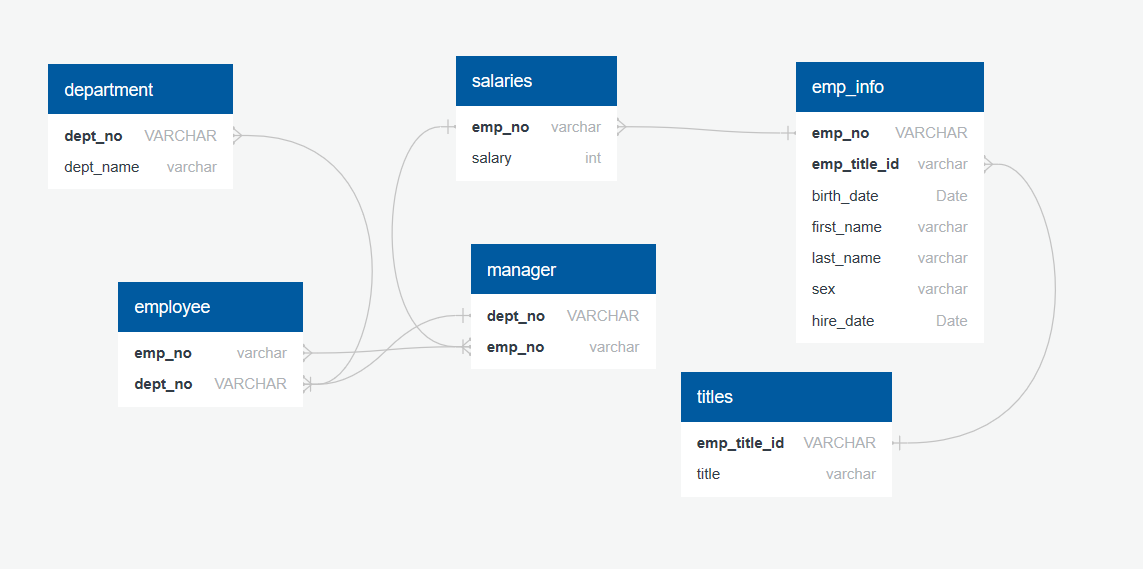 department
dept_no VARCHAR
dept_name varchar
salaries
emp_no varchar
salary int
emp_info
emp_no VARCHAR
emp_title_id varchar
birth_date Date
first_name varchar
last_name varchar
sex varchar
hire_date Date
employee
emp_no varchar
dept_no VARCHAR
manager
dept_no VARCHAR
emp_no varchar
titles
emp_title_id VARCHAR
title varchar